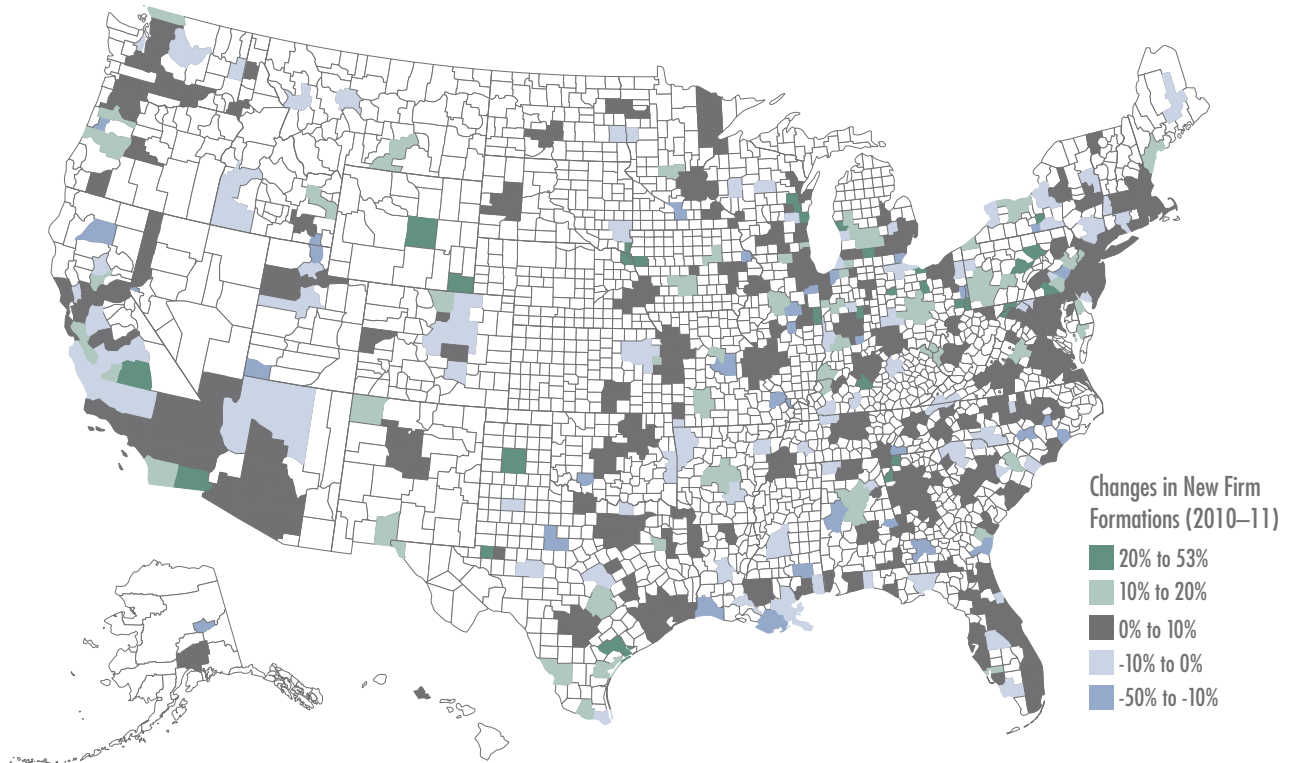 Changes in New Firm
Formations (2010–11)
20% to 53%
10% to 20%
0% to 10%
-10% to 0%
-50% to -10%